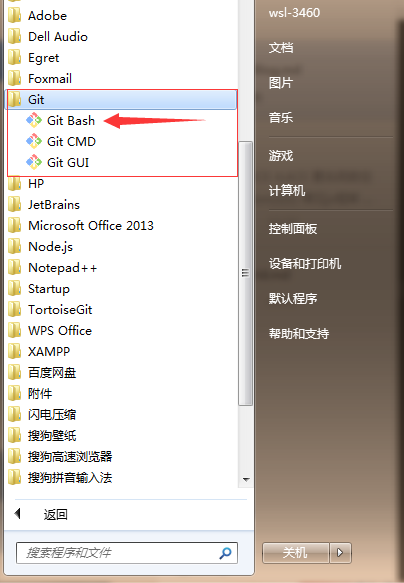 Adobe
Dell Audio
Egret
Foxmail
Git
Git Bash
Git CMD
Git GUI
HP
JetBrains
Microsoft Office 2013
Node.js
Notepad++
Startup
TortoiseGit
WPS Office
XAMPP
百度网盘
附件
闪电压缩
搜狗壁纸
搜狗高速浏览器
搜狗拼音输入法
返回
搜索程序和文件
wsl-3460
文档
图片
音乐
游戏
计算机
控制面板
设备和打印机
默认程序
帮助和支持
关机